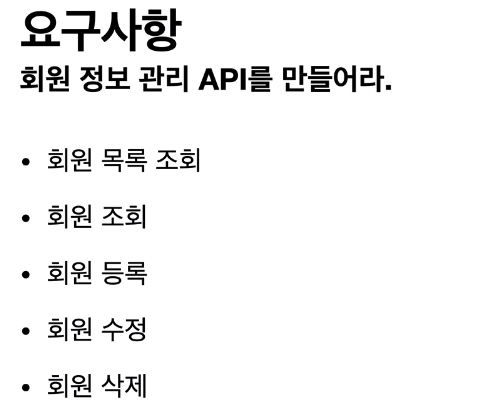 요구사항
회원 정보 관리 API를 만들어라.
• 회원 목록 조회
• 회원 조회
• 회원 등록
• 회원 수정
• 회원 삭제